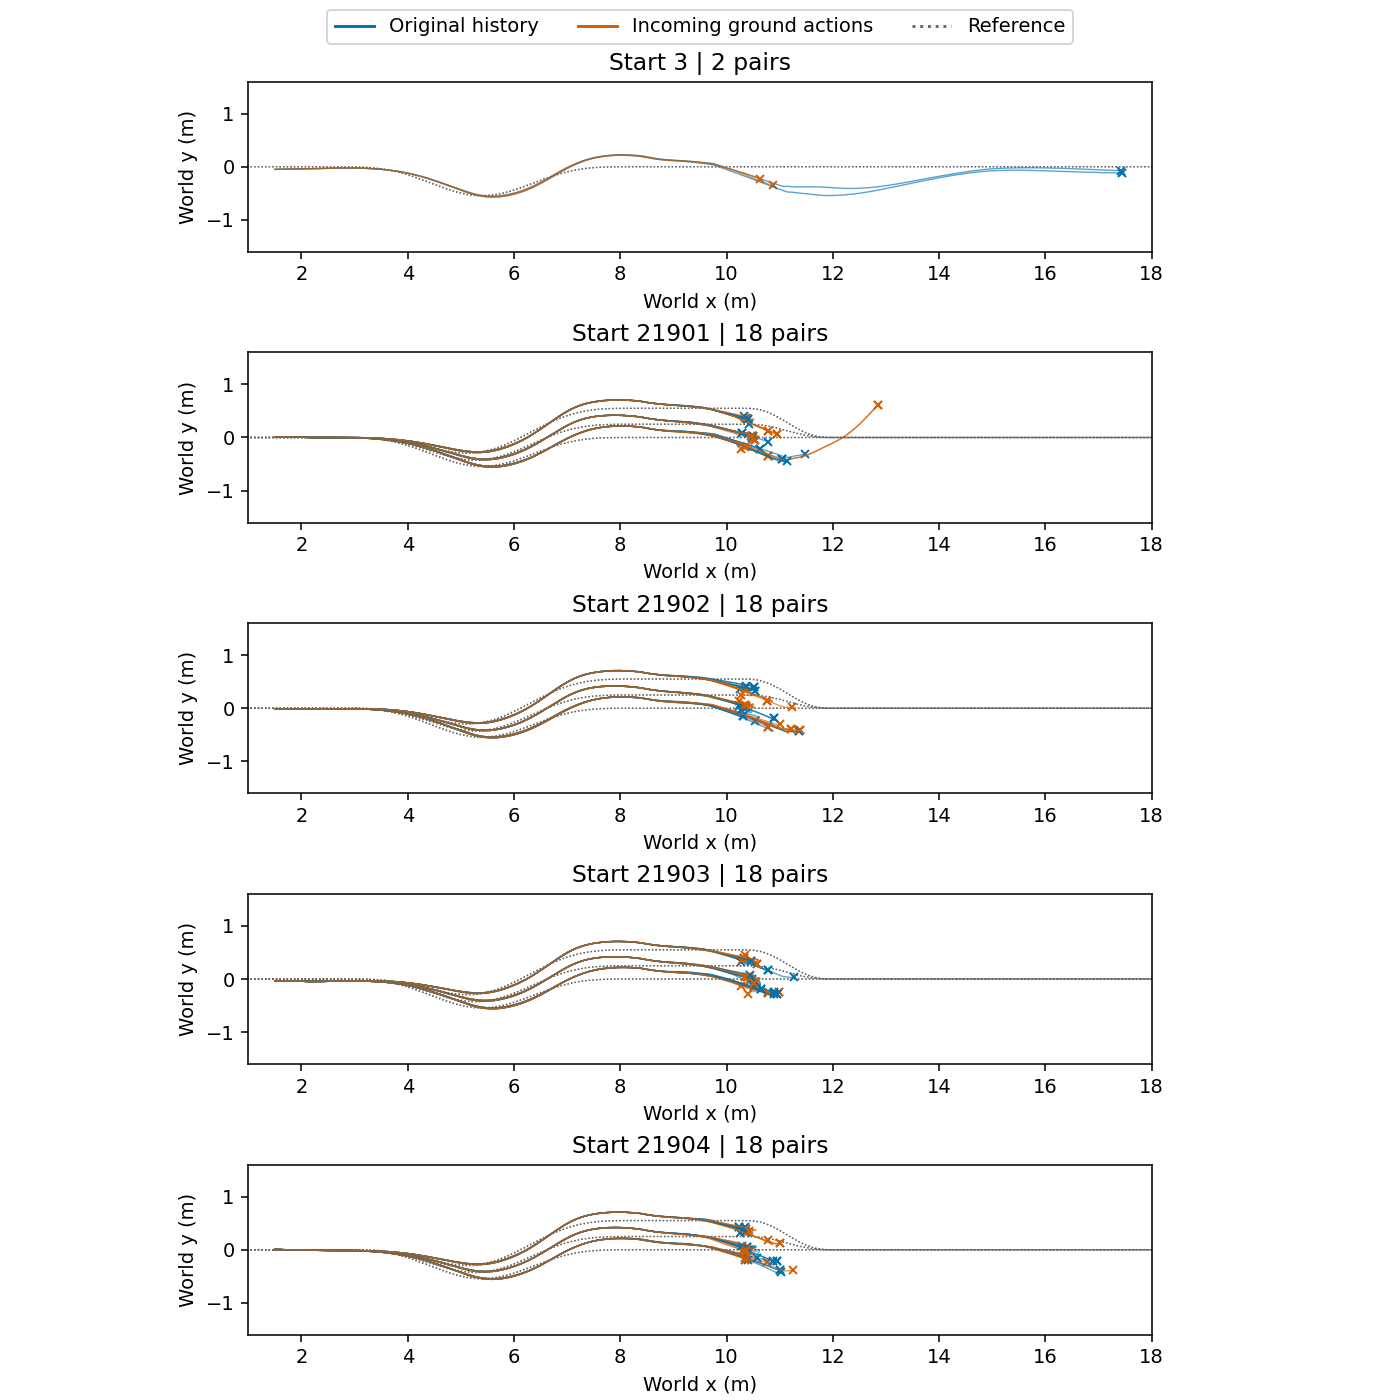 Original history Incoming ground actions Reference
Start 3 | 2 pairs
World y (m)
1
0
−1
2 4 6 8 10 12 14 16 18
World x (m)
Start 21901 | 18 pairs
World y (m)
1
0
−1
2 4 6 8 10 12 14 16 18
World x (m)
Start 21902 | 18 pairs
World y (m)
1
0
−1
2 4 6 8 10 12 14 16 18
World x (m)
Start 21903 | 18 pairs
World y (m)
1
0
−1
2 4 6 8 10 12 14 16 18
World x (m)
Start 21904 | 18 pairs
World y (m)
1
0
−1
2 4 6 8 10 12 14 16 18
World x (m)